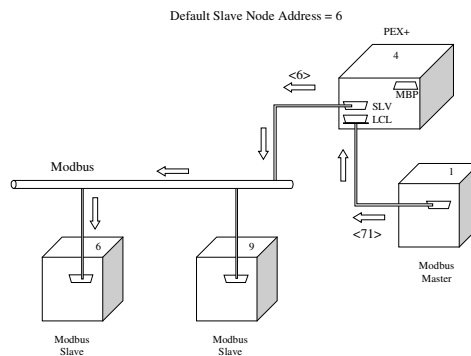 Default Slave Node Address = 6
PEX+
4
<6>
MBP
SLV
LCL
Modbus
1
<71>
6
9
Modbus
Master
Modbus
Slave
Modbus
Slave